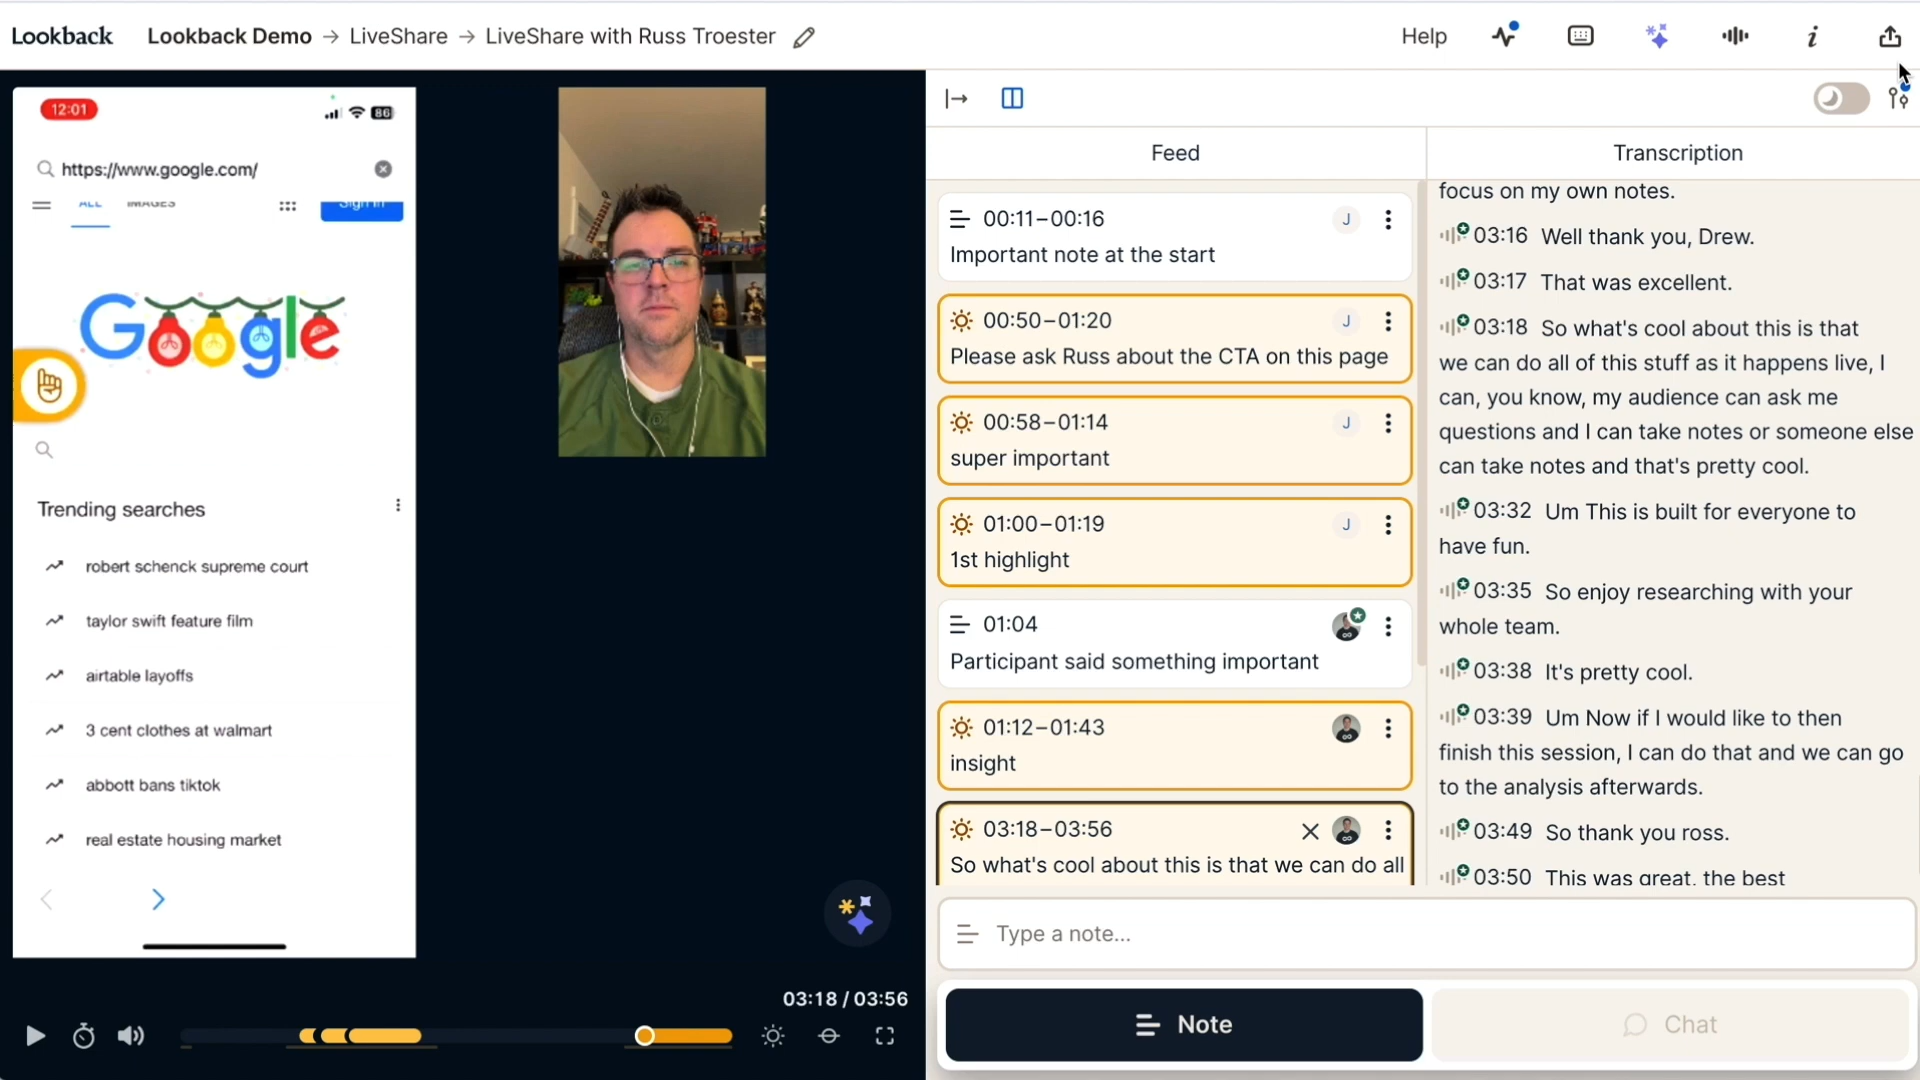 Lookback
Lookback Demo → LiveShare → LiveShare with Russ Troester
Help
12:01
86
https://www.google.com/
ALL IMAGES
Sign in
Google
Trending searches
robert schenck supreme court
taylor swift feature film
airtable layoffs
3 cent clothes at walmart
abbott bans tiktok
real estate housing market
03:18 / 03:56
Feed
00:11–00:16
J
Important note at the start
00:50–01:20
J
Please ask Russ about the CTA on this page
00:58–01:14
J
super important
01:00–01:19
J
1st highlight
01:04
Participant said something important
01:12–01:43
insight
03:18–03:56
So what's cool about this is that we can do all
Transcription
focus on my own notes.
03:16 Well thank you, Drew.
03:17 That was excellent.
03:18 So what's cool about this is that
we can do all of this stuff as it happens live, I
can, you know, my audience can ask me
questions and I can take notes or someone else
can take notes and that's pretty cool.
03:32 Um This is built for everyone to
have fun.
03:35 So enjoy researching with your
whole team.
03:38 It's pretty cool.
03:39 Um Now if I would like to then
finish this session, I can do that and we can go
to the analysis afterwards.
03:49 So thank you ross.
03:50 This was great, the best
Type a note...
Note
Chat